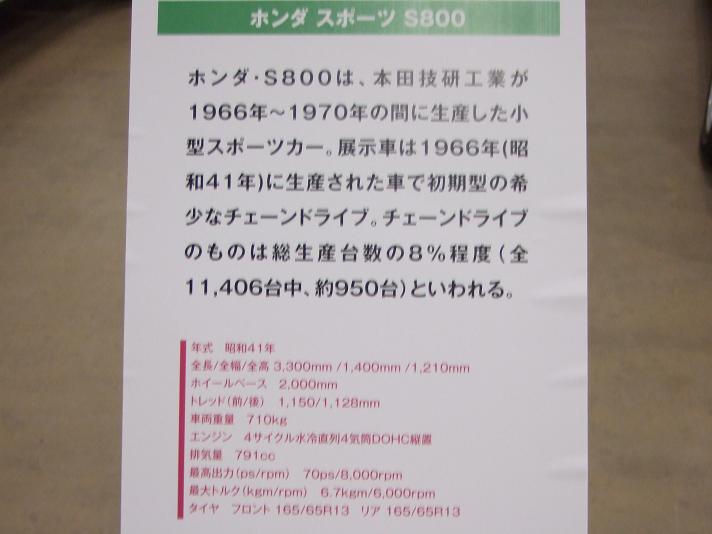 ホンダ スポーツ S800
ホンダ・S800は、本田技研工業が
1966年〜1970年の間に生産した小
型スポーツカー。展示車は1966年(昭
和41年)に生産された車で初期型の希
少なチェーンドライブ。チェーンドライブ
のものは総生産台数の8%程度(全
11,406台中、約950台)といわれる。
年式　昭和41年
全長/全幅/全高 3,300mm /1,400mm /1,210mm
ホイールベース　2,000mm
トレッド(前/後)　1,150/1,128mm
車両重量　710kg
エンジン　4サイクル水冷直列4気筒DOHC縦置
排気量　791cc
最高出力(ps/rpm)　70ps/8,000rpm
最大トルク(kgm/rpm)　6.7kgm/6,000rpm
タイヤ　フロント 165/65R13　リア 165/65R13